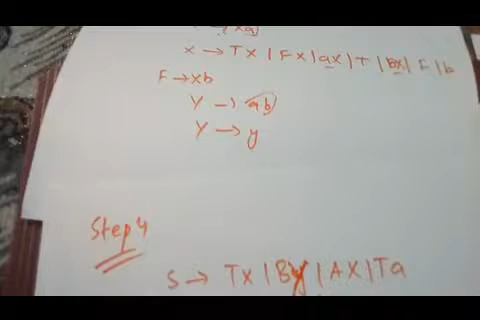 X → TX | FX | aX | T | BX | F | b
F → Xb
Y → ab
Y → y
Step 4
S → TX | BY | AX | Ta